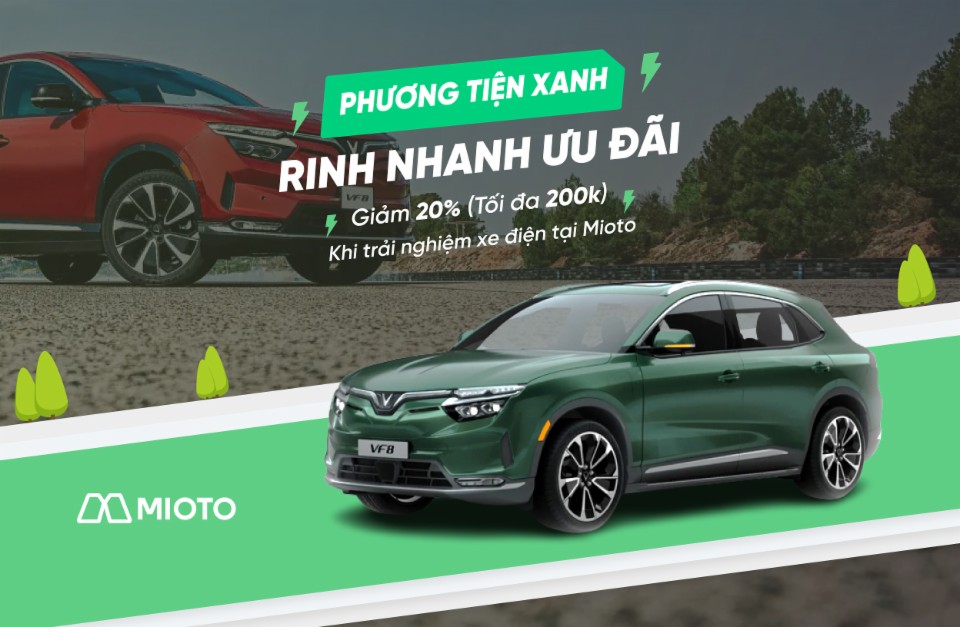 PHƯƠNG TIỆN XANH
RINH NHANH ƯU ĐÃI
Giảm 20% (Tối đa 200k)
Khi trải nghiệm xe điện tại Mioto
VF8
VF8
MIOTO